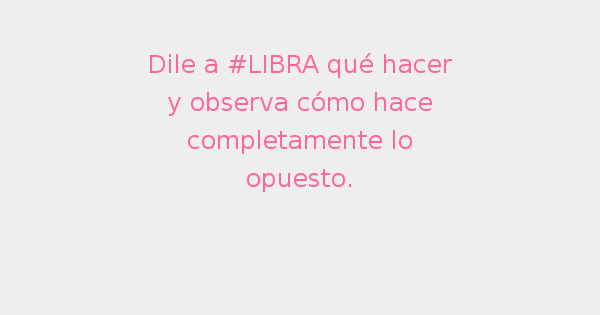 Dile a #LIBRA qué hacer
y observa cómo hace
completamente lo
opuesto.